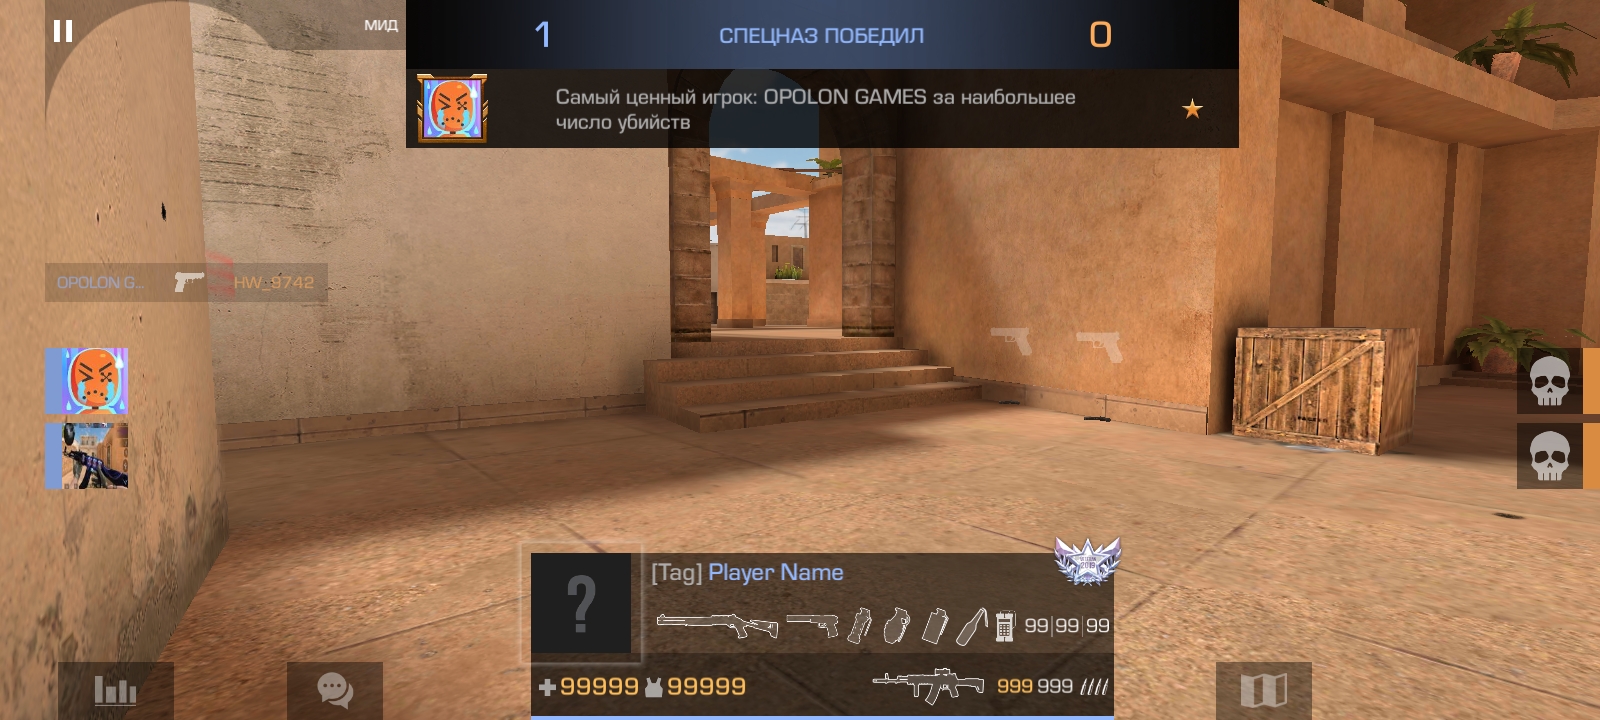 МИД
1 СПЕЦНАЗ ПОБЕДИЛ 0
Самый ценный игрок: OPOLON GAMES за наибольшее
число убийств
OPOLON G... HW_8742
[Tag] Player Name
99|99|99
99999 99999 999 999